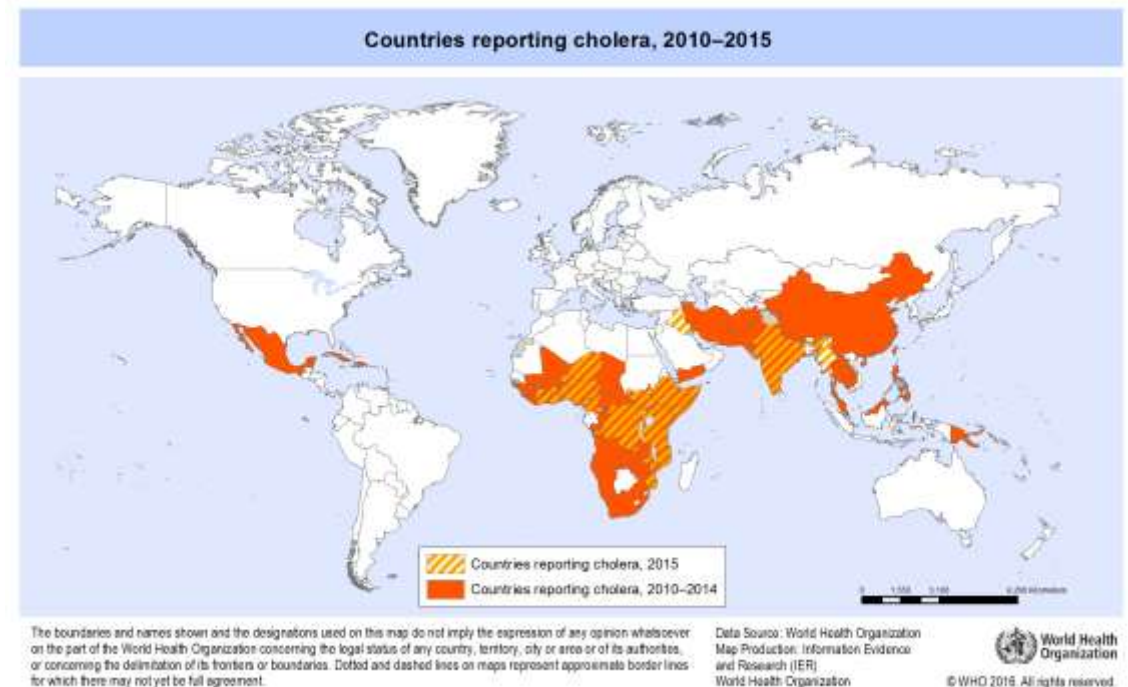 Countries reporting cholera, 2010–2015
Countries reporting cholera, 2015
Countries reporting cholera, 2010–2014
0
The boundaries and names shown and the designations used on this map do not imply the expression of any opinion whatsoever
on the part of the World Health Organization concerning the legal status of any country, territory, city or area or of its authorities,
or concerning the delimitation of its frontiers or boundaries. Dotted and dashed lines on maps represent approximate border lines
for which there may not yet be full agreement.
Data Source: World Health Organization
Map Production: Information Evidence
and Research (IER)
World Health Organization
World Health
Organization
© WHO 2016. All rights reserved.